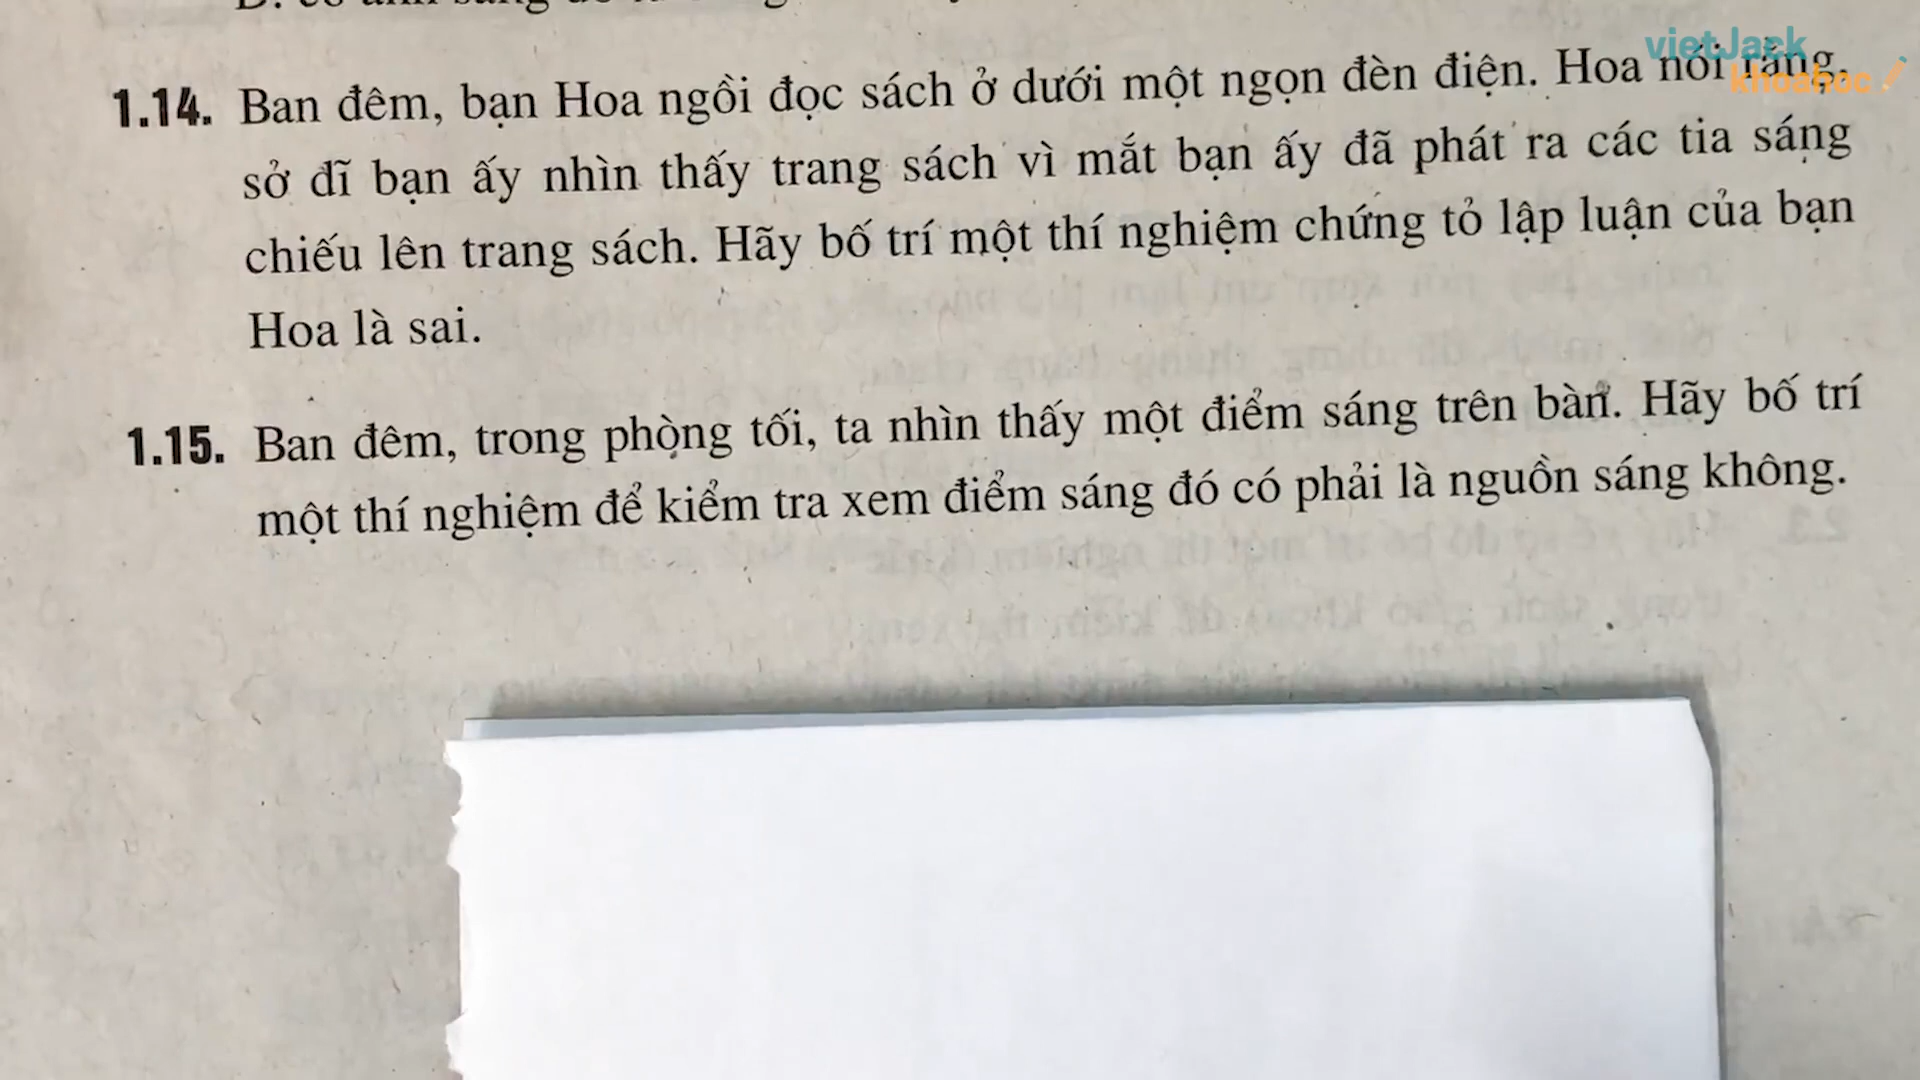 vietJack
khoahoc
1.14. Ban đêm, bạn Hoa ngồi đọc sách ở dưới một ngọn đèn điện. Hoa nói rằng,
sở dĩ bạn ấy nhìn thấy trang sách vì mắt bạn ấy đã phát ra các tia sáng
chiếu lên trang sách. Hãy bố trí một thí nghiệm chứng tỏ lập luận của bạn
Hoa là sai.
1.15. Ban đêm, trong phòng tối, ta nhìn thấy một điểm sáng trên bàn. Hãy bố trí
một thí nghiệm để kiểm tra xem điểm sáng đó có phải là nguồn sáng không.